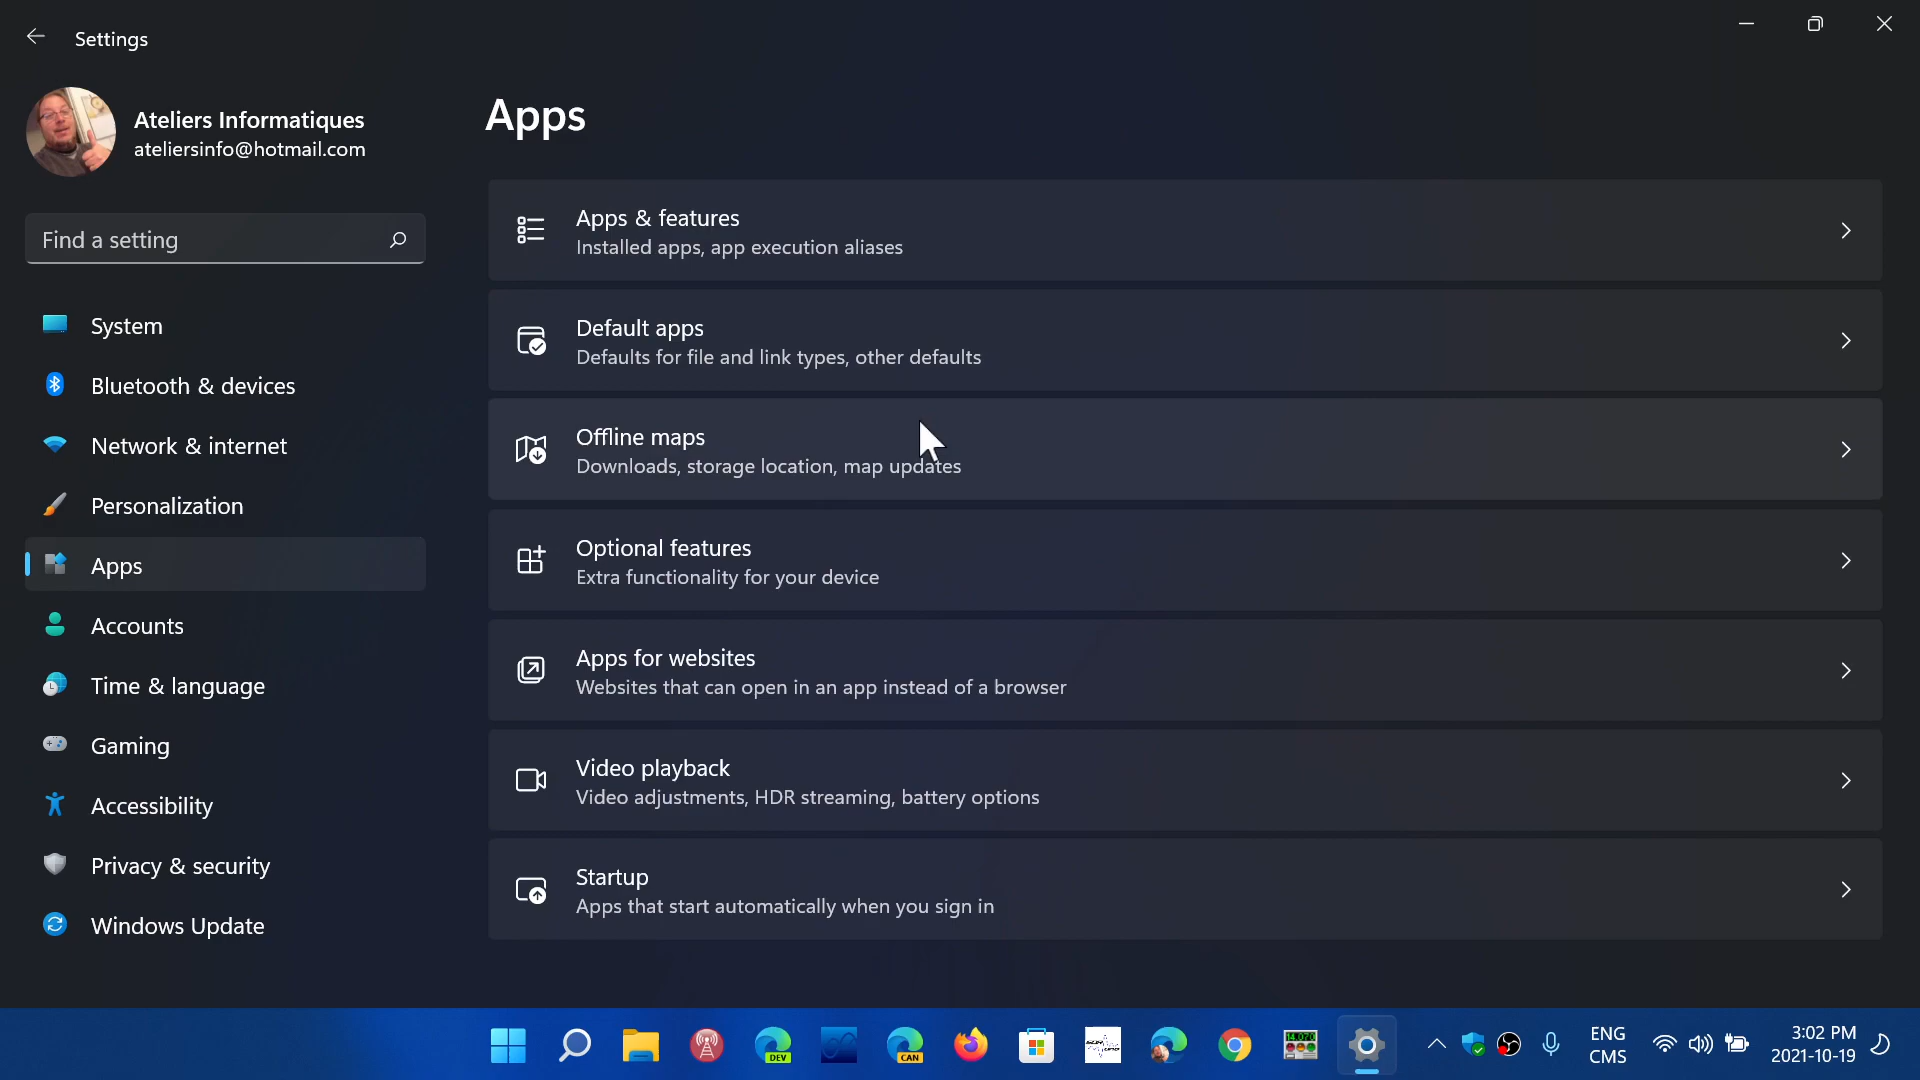 Settings
Ateliers Informatiques
ateliersinfo@hotmail.com
Find a setting
System
Bluetooth & devices
Network & internet
Personalization
Apps
Accounts
Time & language
Gaming
Accessibility
Privacy & security
Windows Update
Apps
Apps & features
Installed apps, app execution aliases
Default apps
Defaults for file and link types, other defaults
Offline maps
Downloads, storage location, map updates
Optional features
Extra functionality for your device
Apps for websites
Websites that can open in an app instead of a browser
Video playback
Video adjustments, HDR streaming, battery options
Startup
Apps that start automatically when you sign in
DEV
CAN
ENG
CMS
3:02 PM
2021-10-19